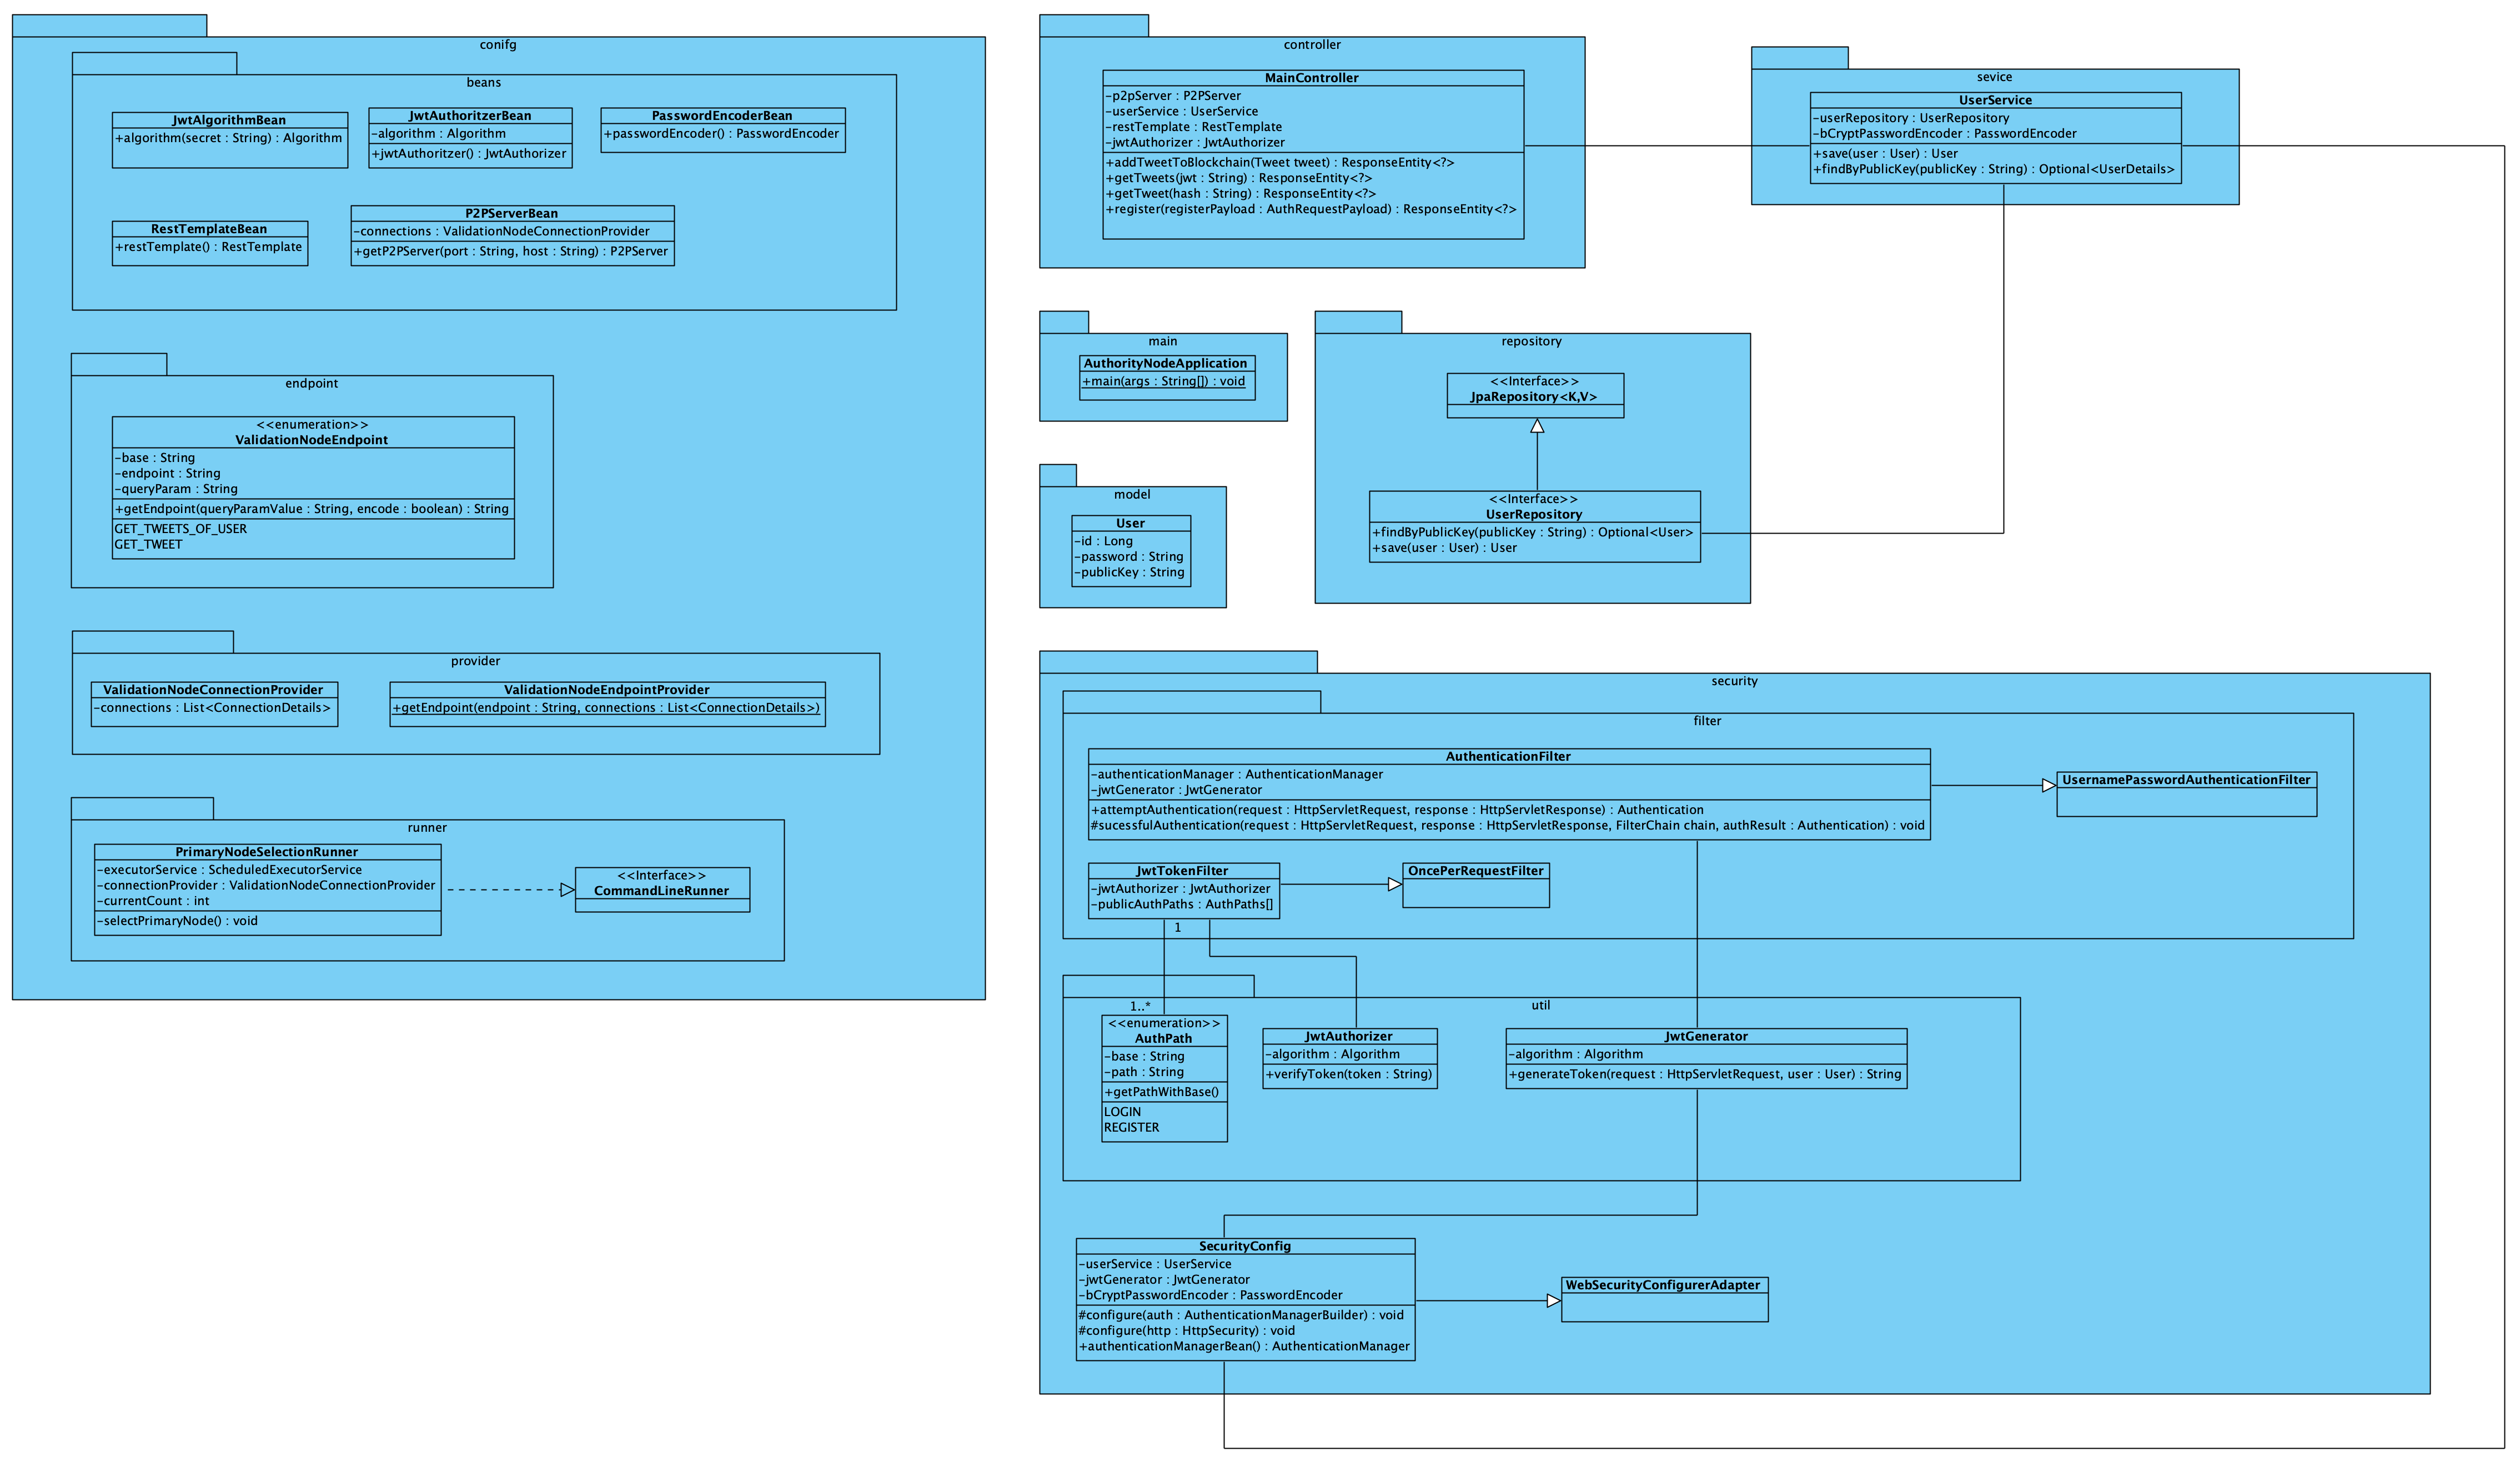 conifg
beans
JwtAlgorithmBean
+algorithm(secret : String) : Algorithm
JwtAuthoritzerBean
-algorithm : Algorithm
+jwtAuthoritzer() : JwtAuthorizer
PasswordEncoderBean
+passwordEncoder() : PasswordEncoder
RestTemplateBean
+restTemplate() : RestTemplate
P2PServerBean
-connections : ValidationNodeConnectionProvider
+getP2PServer(port : String, host : String) : P2PServer
endpoint
<<enumeration>>
ValidationNodeEndpoint
-base : String
-endpoint : String
-queryParam : String
+getEndpoint(queryParamValue : String, encode : boolean) : String
GET_TWEETS_OF_USER
GET_TWEET
provider
ValidationNodeConnectionProvider
-connections : List<ConnectionDetails>
ValidationNodeEndpointProvider
+getEndpoint(endpoint : String, connections : List<ConnectionDetails>)
runner
PrimaryNodeSelectionRunner
-executorService : ScheduledExecutorService
-connectionProvider : ValidationNodeConnectionProvider
-currentCount : int
-selectPrimaryNode() : void
<<Interface>>
CommandLineRunner
controller
MainController
-p2pServer : P2PServer
-userService : UserService
-restTemplate : RestTemplate
-jwtAuthorizer : JwtAuthorizer
+addTweetToBlockchain(Tweet tweet) : ResponseEntity<?>
+getTweets(jwt : String) : ResponseEntity<?>
+getTweet(hash : String) : ResponseEntity<?>
+register(registerPayload : AuthRequestPayload) : ResponseEntity<?>
sevice
UserService
-userRepository : UserRepository
-bCryptPasswordEncoder : PasswordEncoder
+save(user : User) : User
+findByPublicKey(publicKey : String) : Optional<UserDetails>
main
AuthorityNodeApplication
+main(args : String[]) : void
repository
<<Interface>>
JpaRepository<K,V>
<<Interface>>
UserRepository
+findByPublicKey(publicKey : String) : Optional<User>
+save(user : User) : User
model
User
-id : Long
-password : String
-publicKey : String
security
filter
AuthenticationFilter
-authenticationManager : AuthenticationManager
-jwtGenerator : JwtGenerator
+attemptAuthentication(request : HttpServletRequest, response : HttpServletResponse) : Authentication
#sucessfulAuthentication(request : HttpServletRequest, response : HttpServletResponse, FilterChain chain, authResult : Authentication) : void
UsernamePasswordAuthenticationFilter
JwtTokenFilter
-jwtAuthorizer : JwtAuthorizer
-publicAuthPaths : AuthPaths[]
OncePerRequestFilter
1
util
1..*
<<enumeration>>
AuthPath
-base : String
-path : String
+getPathWithBase()
LOGIN
REGISTER
JwtAuthorizer
-algorithm : Algorithm
+verifyToken(token : String)
JwtGenerator
-algorithm : Algorithm
+generateToken(request : HttpServletRequest, user : User) : String
SecurityConfig
-userService : UserService
-jwtGenerator : JwtGenerator
-bCryptPasswordEncoder : PasswordEncoder
#configure(auth : AuthenticationManagerBuilder) : void
#configure(http : HttpSecurity) : void
+authenticationManagerBean() : AuthenticationManager
WebSecurityConfigurerAdapter